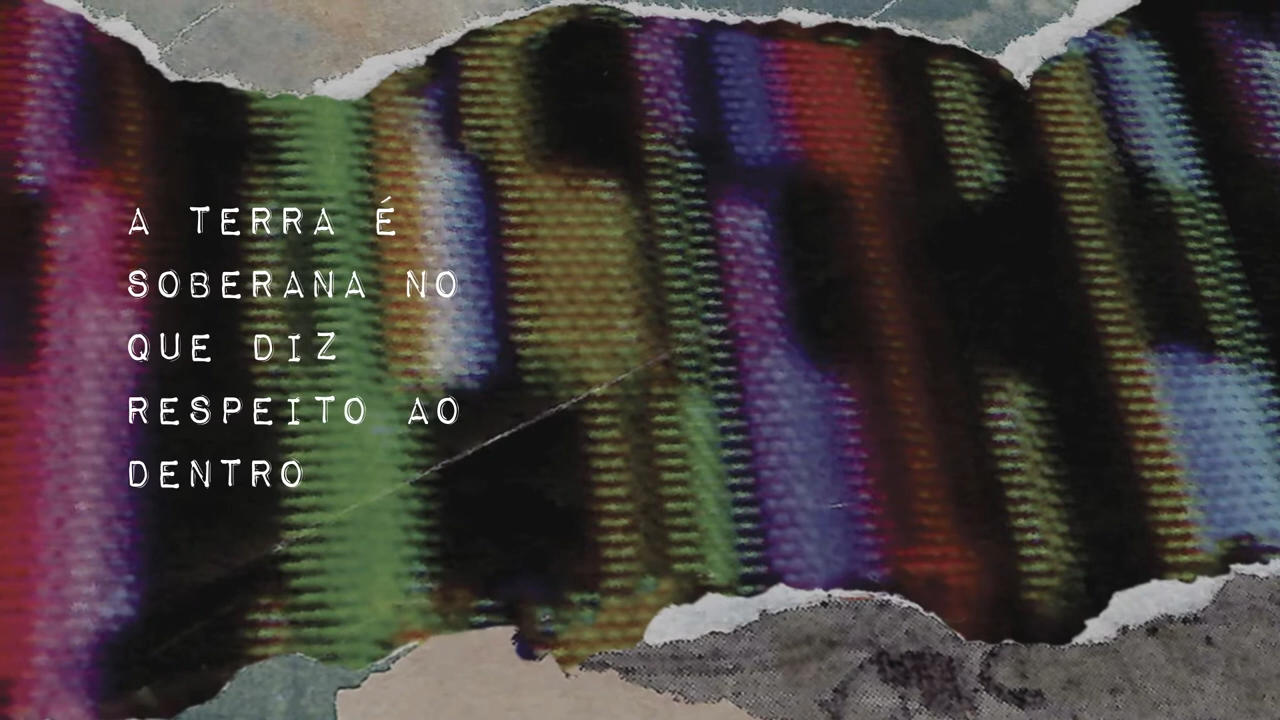 A TERRA É
SOBERANA NO
QUE DIZ
RESPEITO AO
DENTRO